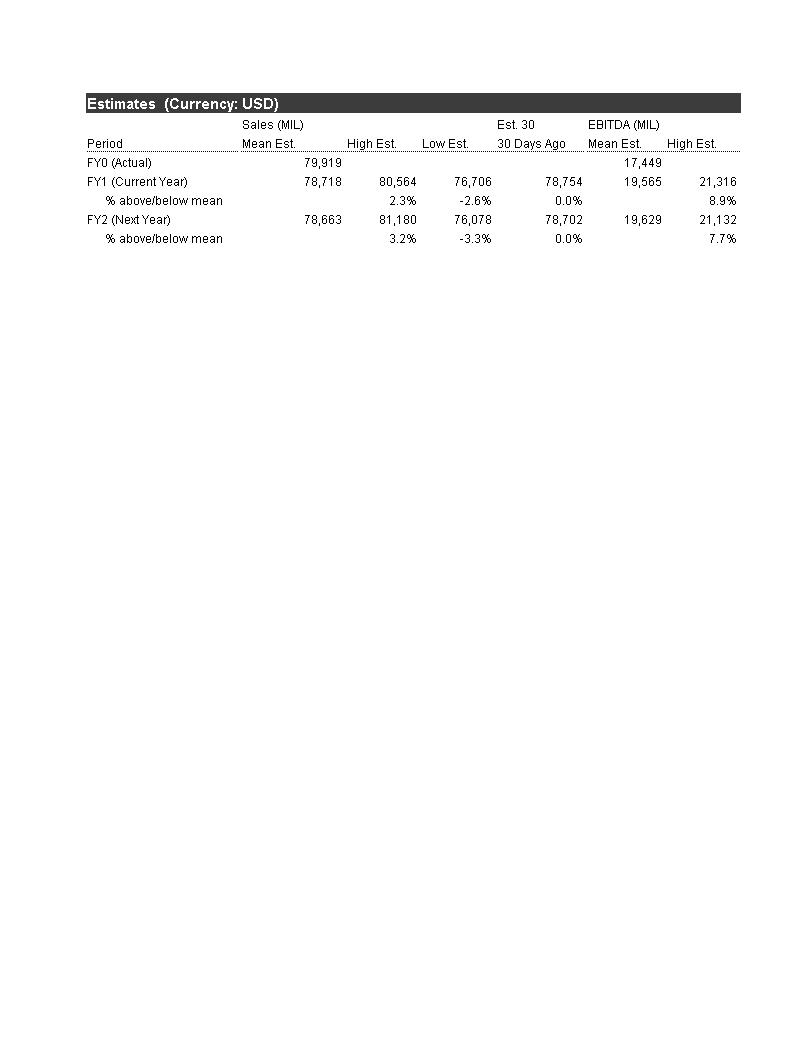 Estimates  (Currency: USD)
Sales (MIL) Est. 30 EBITDA (MIL)
Period Mean Est. High Est. Low Est. 30 Days Ago Mean Est. High Est.
FY0 (Actual) 79,919 17,449
FY1 (Current Year) 78,718 80,564 76,706 78,754 19,565 21,316
% above/below mean 2.3% -2.6% 0.0% 8.9%
FY2 (Next Year) 78,663 81,180 76,078 78,702 19,629 21,132
% above/below mean 3.2% -3.3% 0.0% 7.7%